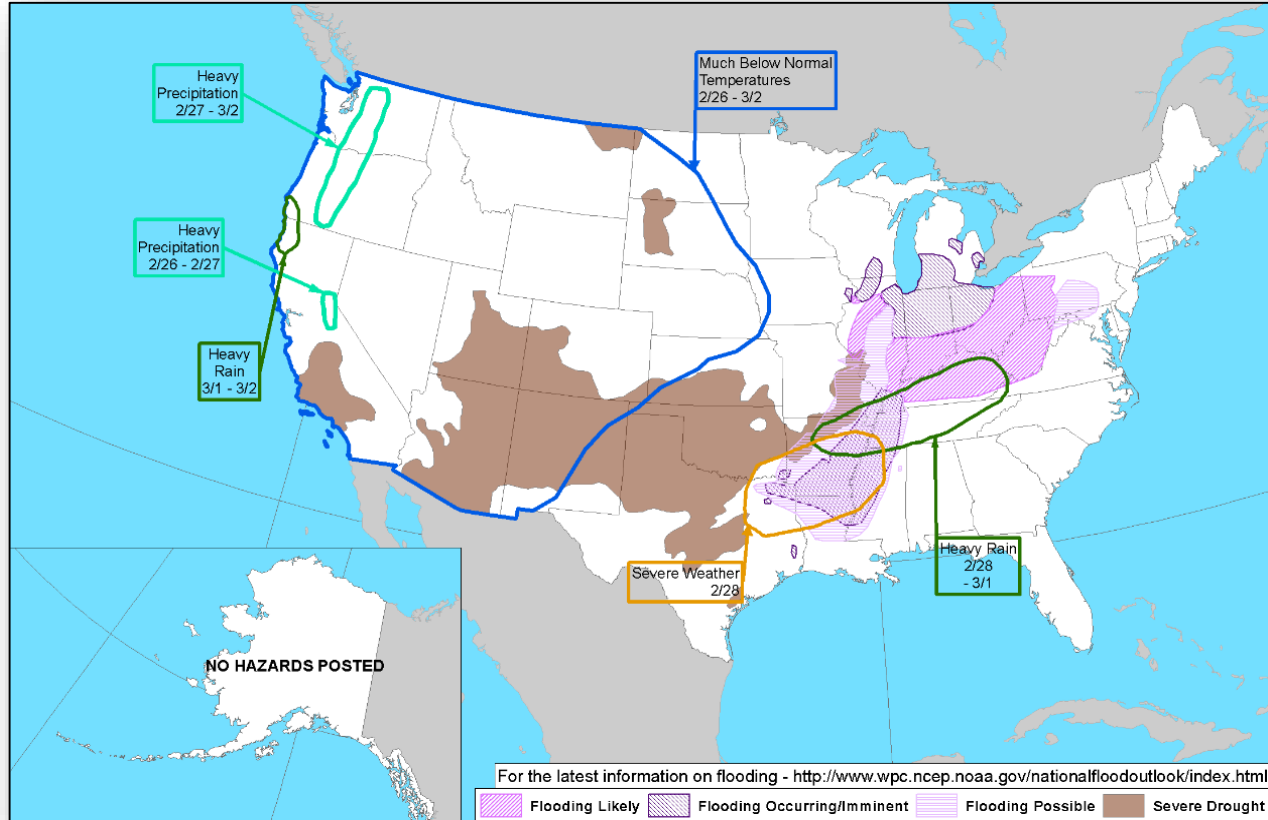 Heavy
Precipitation
2/27 - 3/2
Much Below Normal
Temperatures
2/26 - 3/2
Heavy
Precipitation
2/26 - 2/27
Heavy
Rain
3/1 - 3/2
Severe Weather
2/28
Heavy Rain
2/28
- 3/1
NO HAZARDS POSTED
For the latest information on flooding - http://www.wpc.ncep.noaa.gov/nationalfloodoutlook/index.html
Flooding Likely
Flooding Occurring/Imminent
Flooding Possible
Severe Drought